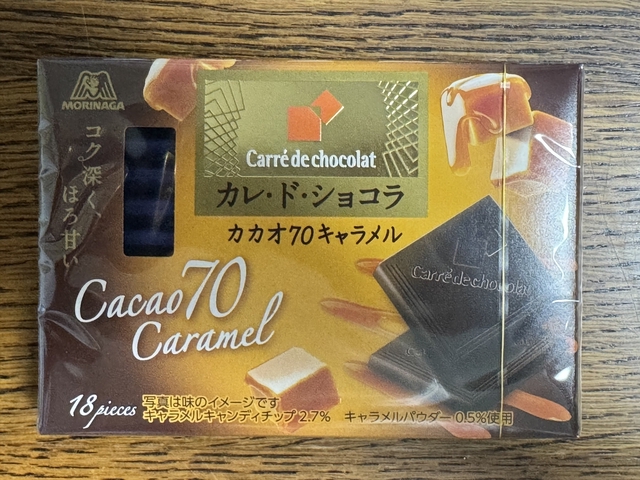 MORINAGA
コク深く、
ほろ甘い
Carré de chocolat
カレ・ド・ショコラ
カカオ70キャラメル
Carré de chocolat
Cacao 70
Caramel
18 pieces
写真は味のイメージです
キャラメルキャンディチップ2.7% キャラメルパウダー0.5%使用